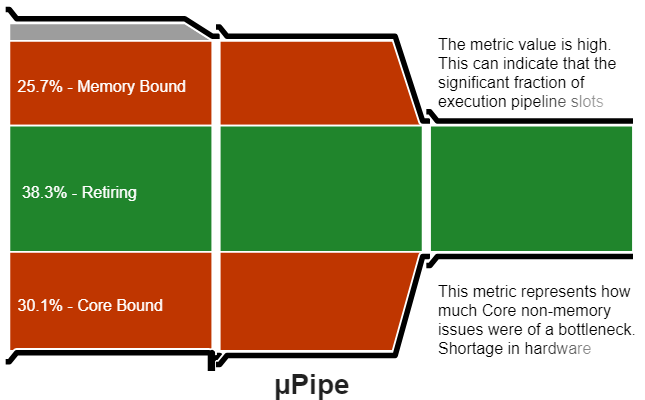 25.7% - Memory Bound
38.3% - Retiring
30.1% - Core Bound
The metric value is high.
This can indicate that the
significant fraction of
execution pipeline slots
This metric represents how
much Core non-memory
issues were of a bottleneck.
Shortage in hardware
µPipe